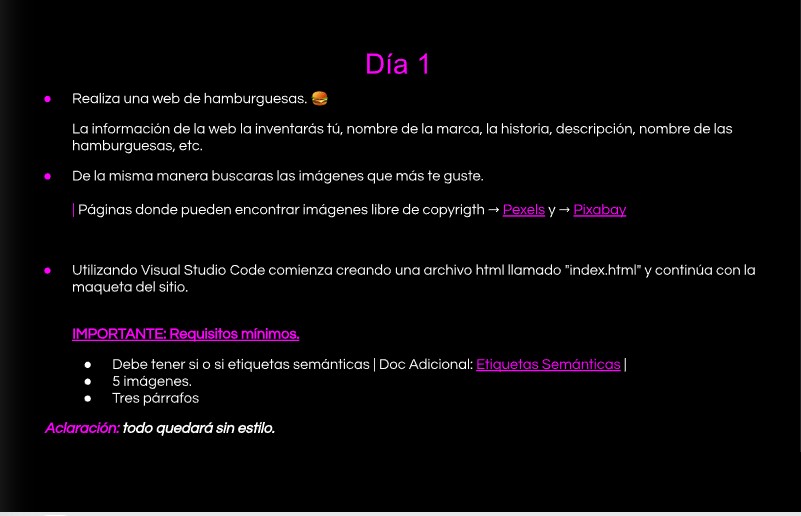 Día 1
● Realiza una web de hamburguesas. 🍔
La información de la web la inventarás tú, nombre de la marca, la historia, descripción, nombre de las
hamburguesas, etc.
● De la misma manera buscaras las imágenes que más te guste.
| Páginas donde pueden encontrar imágenes libre de copyrigth → Pexels y → Pixabay
● Utilizando Visual Studio Code comienza creando una archivo html llamado "index.html" y continúa con la
maqueta del sitio.
IMPORTANTE: Requisitos mínimos.
● Debe tener si o si etiquetas semánticas | Doc Adicional: Etiquetas Semánticas |
● 5 imágenes.
● Tres párrafos
Aclaración: todo quedará sin estilo.